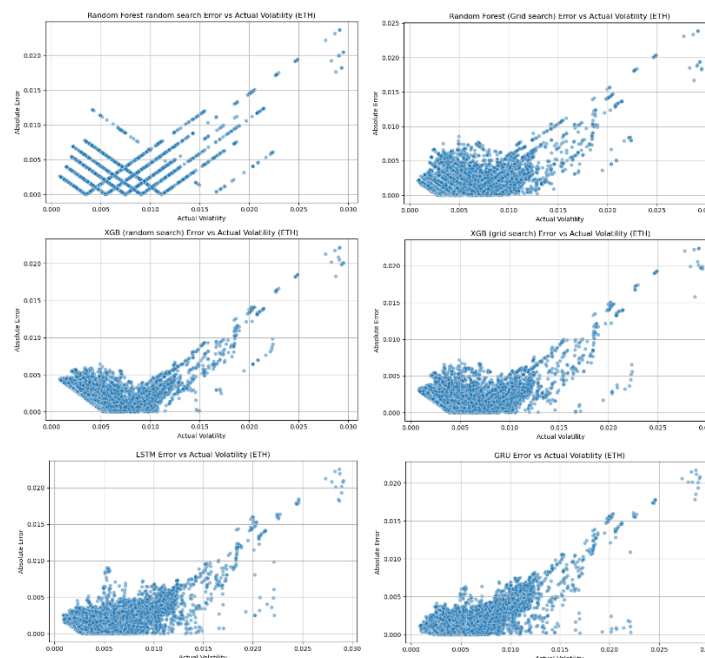 Random Forest random search Error vs Actual Volatility (ETH)
Absolute Error
0.020
0.015
0.010
0.005
0.000
0.000 0.005 0.010 0.015 0.020 0.025 0.030
Actual Volatility
Random Forest (Grid search) Error vs Actual Volatility (ETH)
Absolute Error
0.025
0.020
0.015
0.010
0.005
0.000
0.000 0.005 0.010 0.015 0.020 0.025
Actual Volatility
XGB (random search) Error vs Actual Volatility (ETH)
Absolute Error
0.020
0.015
0.010
0.005
0.000
0.000 0.005 0.010 0.015 0.020 0.025 0.030
Actual Volatility
XGB (grid search) Error vs Actual Volatility (ETH)
Absolute Error
0.020
0.015
0.010
0.005
0.000
0.000 0.005 0.010 0.015 0.020 0.025
Actual Volatility
LSTM Error vs Actual Volatility (ETH)
Absolute Error
0.020
0.015
0.010
0.005
0.000
0.000 0.005 0.010 0.015 0.020 0.025 0.030
Actual Volatility
GRU Error vs Actual Volatility (ETH)
Absolute Error
0.020
0.015
0.010
0.005
0.000
0.000 0.005 0.010 0.015 0.020 0.025
Actual Volatility